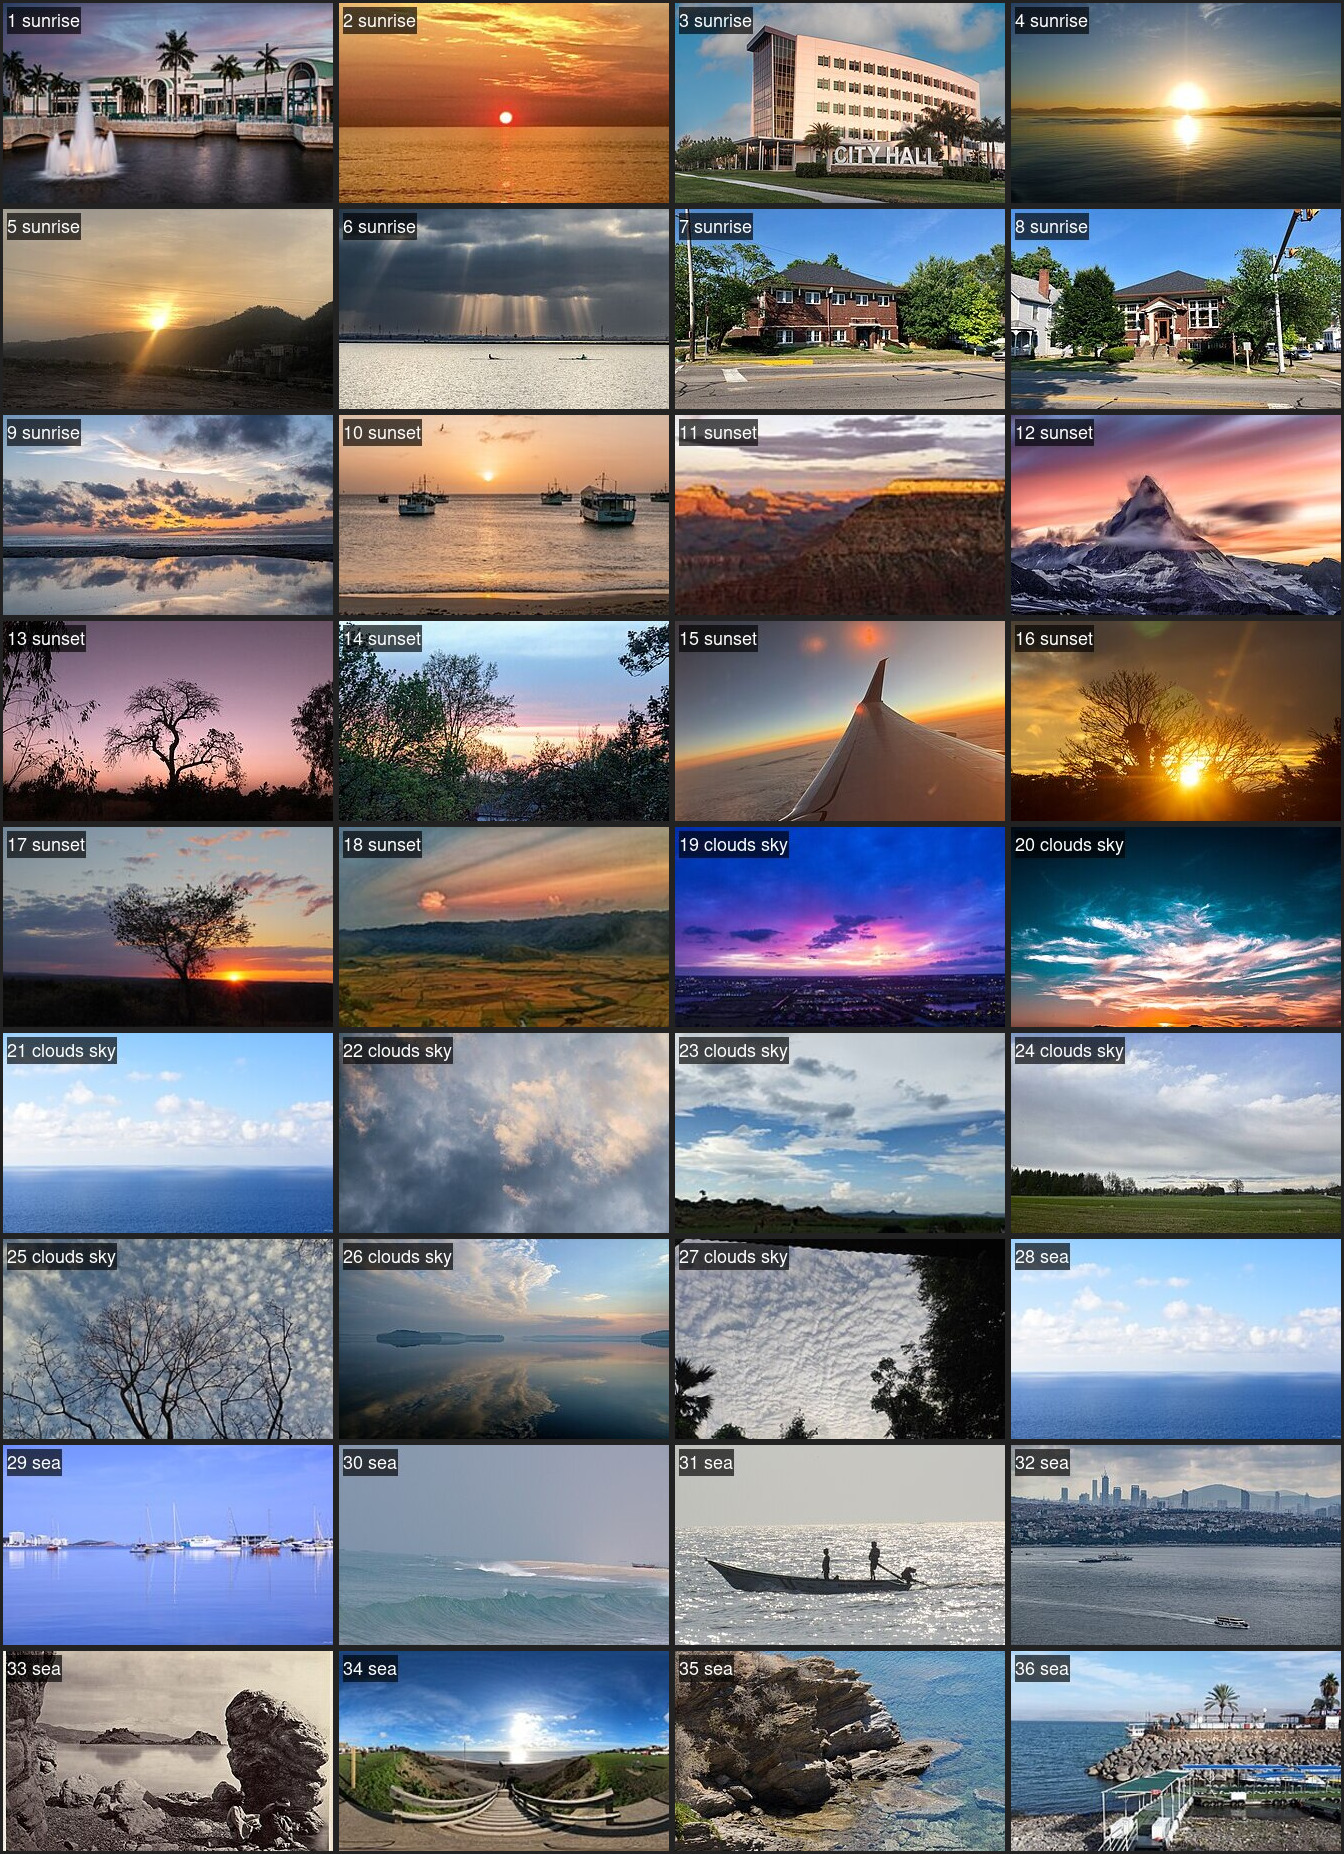 1 sunrise
2 sunrise
3 sunrise
4 sunrise
CITY HALL
5 sunrise
6 sunrise
7 sunrise
8 sunrise
9 sunrise
10 sunset
11 sunset
12 sunset
13 sunset
14 sunset
15 sunset
16 sunset
17 sunset
18 sunset
19 clouds sky
20 clouds sky
21 clouds sky
22 clouds sky
23 clouds sky
24 clouds sky
25 clouds sky
26 clouds sky
27 clouds sky
28 sea
29 sea
30 sea
31 sea
32 sea
33 sea
34 sea
35 sea
36 sea